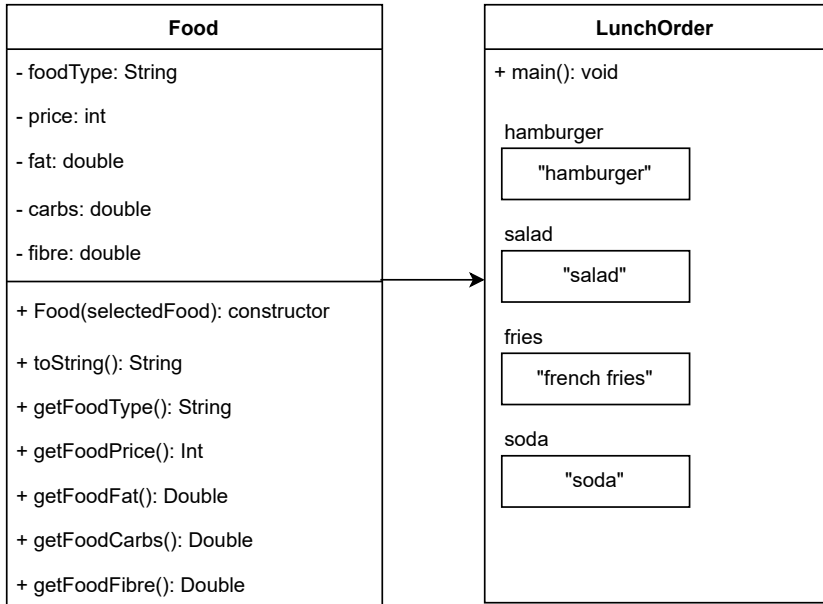 Food
- foodType: String
- price: int
- fat: double
- carbs: double
- fibre: double
+ Food(selectedFood): constructor
+ toString(): String
+ getFoodType(): String
+ getFoodPrice(): Int
+ getFoodFat(): Double
+ getFoodCarbs(): Double
+ getFoodFibre(): Double
LunchOrder
+ main(): void
hamburger
"hamburger"
salad
"salad"
fries
"french fries"
soda
"soda"